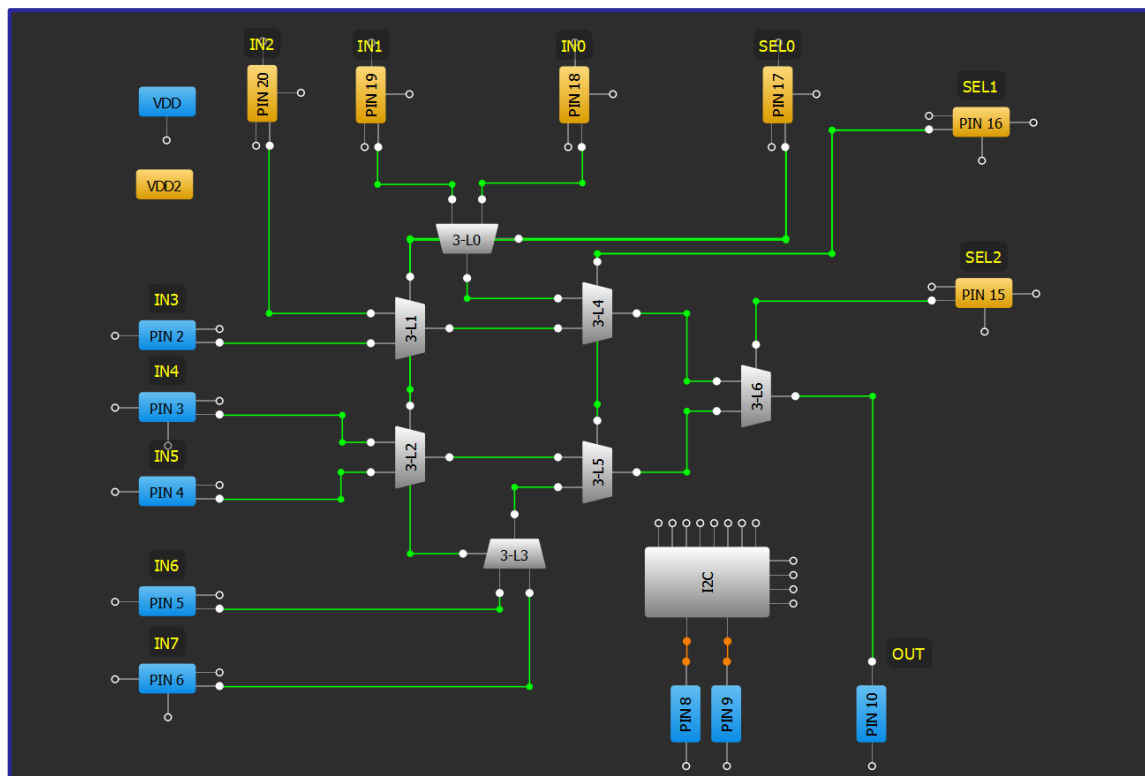 IN2
IN1
IN0
SEL0
PIN 20
PIN 19
PIN 18
PIN 17
SEL1
PIN 16
VDD
VDD2
3-L0
SEL2
PIN 15
IN3
PIN 2
3-L1
3-L4
IN4
PIN 3
3-L6
IN5
PIN 4
3-L2
3-L5
3-L3
IN6
PIN 5
I2C
IN7
PIN 6
OUT
PIN 8
PIN 9
PIN 10